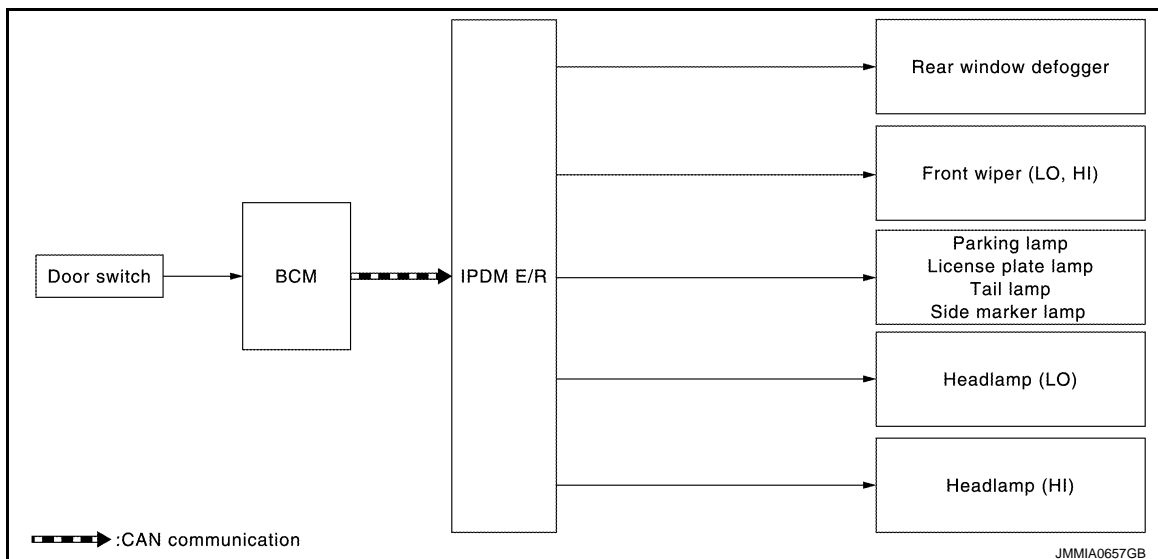 Door switch
BCM
IPDM E/R
Rear window defogger
Front wiper (LO, HI)
Parking lamp
License plate lamp
Tail lamp
Side marker lamp
Headlamp (LO)
Headlamp (HI)
:CAN communication
JMMIA0657GB